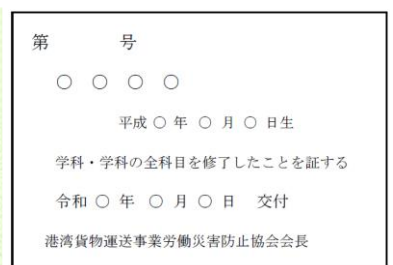 第　　　号
○ ○ ○ ○
平成 ○ 年 ○ 月 ○ 日生
学科・学科の全科目を修了したことを証する
令和 ○ 年 ○ 月 ○ 日 交付
港湾貨物運送事業労働災害防止協会会長